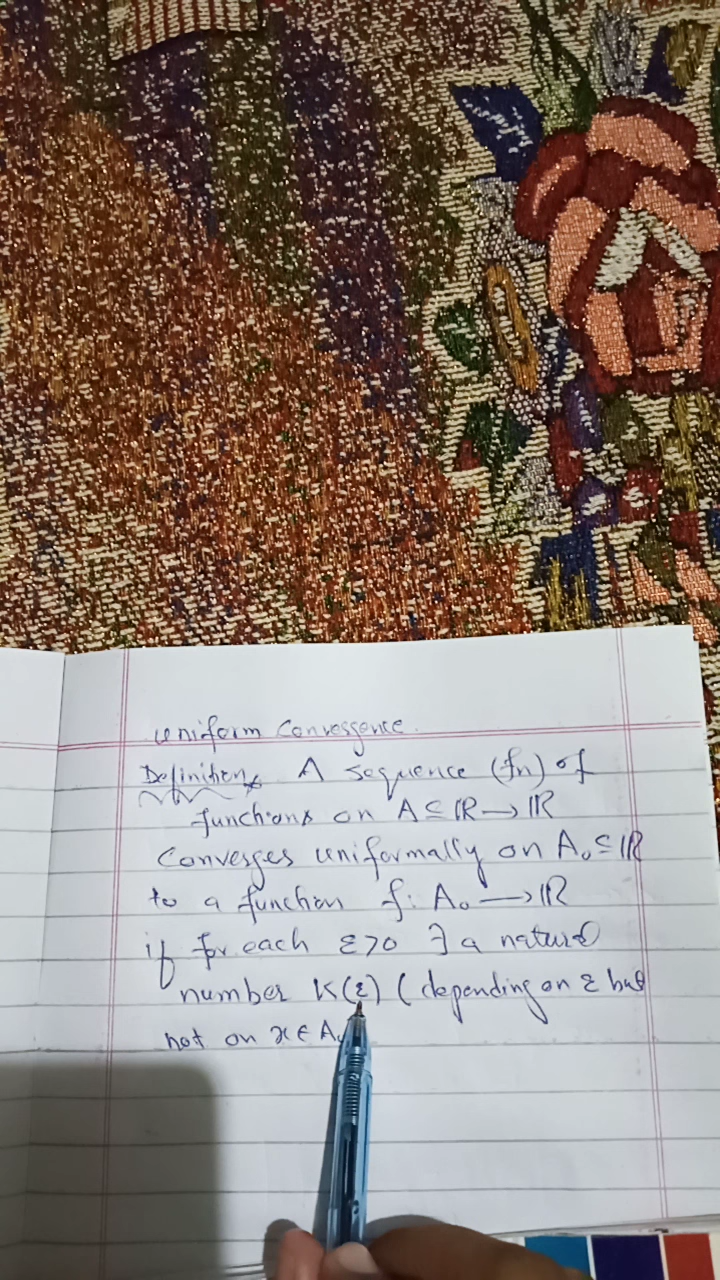 Uniform Convergence.
Definition A sequence (fn) of
functions on A ⊆ ℝ → ℝ
Converges uniformally on A₀ ⊆ ℝ
to a function f: A₀ → ℝ
if for each ε>0 ∃ a natural
number K(ε) (depending on ε but
not on x ∈ A₀